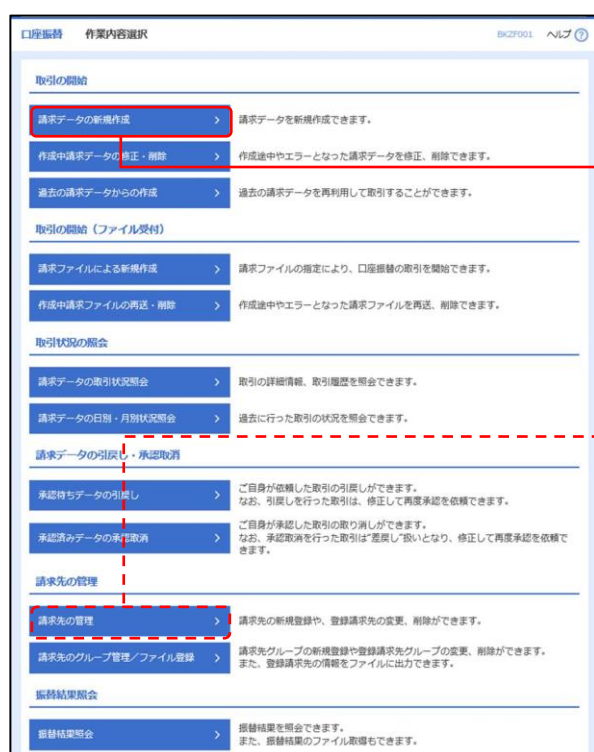 口座振替 作業内容選択 BKZF001 ヘルプ ?
取引の開始
請求データの新規作成 > 請求データを新規作成できます。
作成中請求データの修正・削除 > 作成途中やエラーとなった請求データを修正、削除できます。
過去の請求データからの作成 > 過去の請求データを再利用して取引することができます。
取引の開始（ファイル受付）
請求ファイルによる新規作成 > 請求ファイルの指定により、口座振替の取引を開始できます。
作成中請求ファイルの再送・削除 > 作成途中やエラーとなった請求ファイルを再送、削除できます。
取引状況の照会
請求データの取引状況照会 > 取引の詳細情報、取引履歴を照会できます。
請求データの日別・月別状況照会 > 過去に行った取引の状況を照会できます。
請求データの引戻し・承認取消
承認待ちデータの引戻し > ご自身が依頼した取引の引戻しができます。
なお、引戻しを行った取引は、修正して再度承認を依頼できます。
承認済みデータの承認取消 > ご自身が承認した取引の取り消しができます。
なお、承認取消を行った取引は“差戻し”扱いとなり、修正して再度承認を依頼で
きます。
請求先の管理
請求先の管理 > 請求先の新規登録や、登録請求先の変更、削除ができます。
請求先のグループ管理／ファイル登録 > 請求先グループの新規登録や登録請求先グループの変更、削除ができます。
また、登録請求先の情報をファイルに出力できます。
振替結果照会
振替結果照会 > 振替結果を照会できます。
また、振替結果のファイル取得もできます。